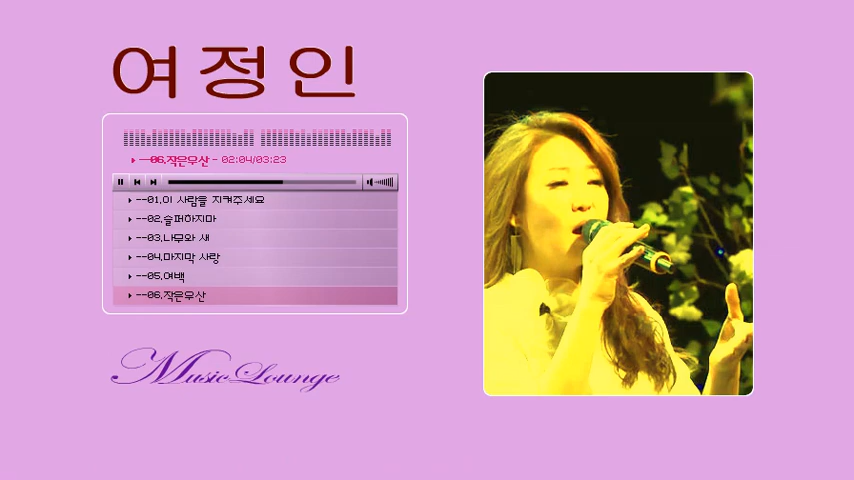 여정인
--06.작은우산 - 02:04/03:23
--01.이 사람을 지켜주세요
--02.슬퍼하지마
--03.나무와 새
--04.마지막 사랑
--05.여백
--06.작은우산
MusicLounge